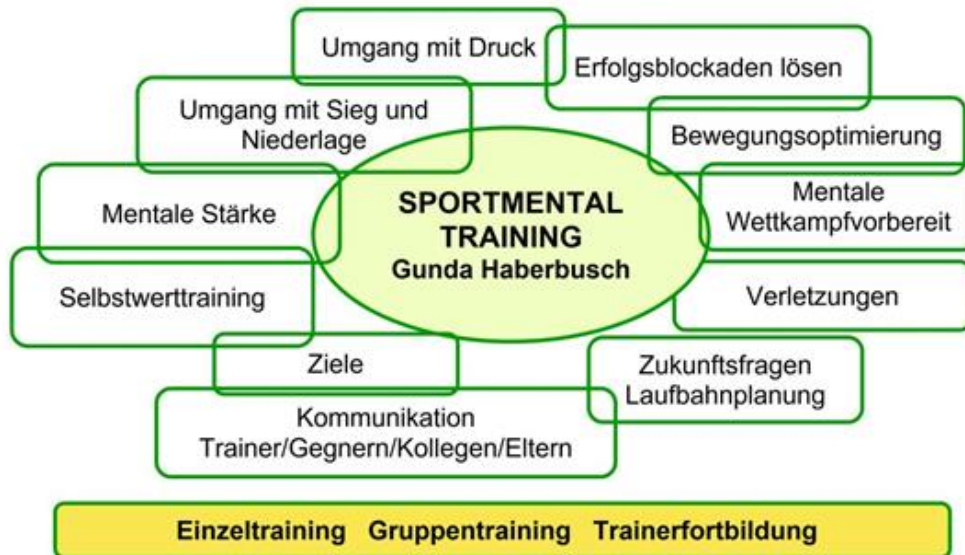 Umgang mit Druck
Erfolgsblockaden lösen
Umgang mit Sieg und
Niederlage
Bewegungsoptimierung
Mentale Stärke
SPORTMENTAL
TRAINING
Gunda Haberbusch
Mentale
Wettkampfvorbereit
Selbstwerttraining
Verletzungen
Ziele
Zukunftsfragen
Laufbahnplanung
Kommunikation
Trainer/Gegnern/Kollegen/Eltern
Einzeltraining Gruppentraining Trainerfortbildung